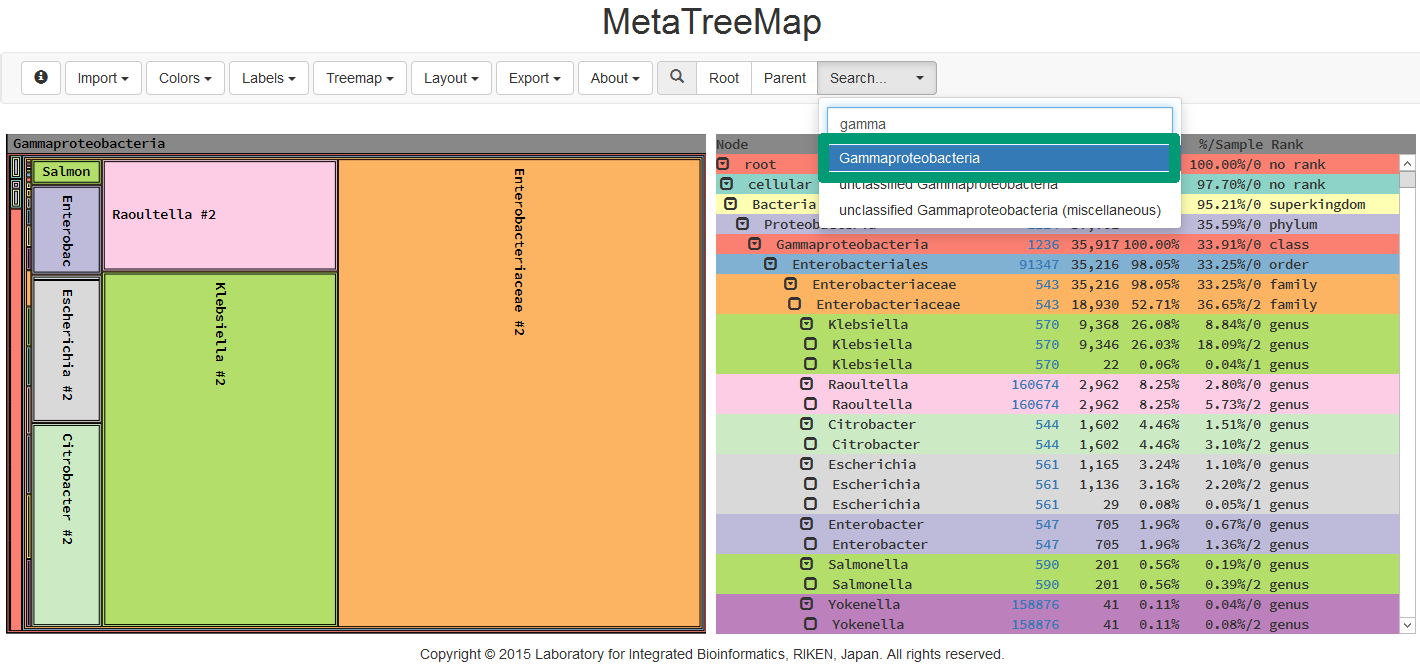 MetaTreeMap
Import Colors Labels Treemap Layout Export About Root Parent Search...
gamma
Gammaproteobacteria
unclassified Gammaproteobacteria
unclassified Gammaproteobacteria (miscellaneous)
Gammaproteobacteria
Salmon
Enterobac
Escherichia #2
Citrobacter #2
Raoultella #2
Klebsiella #2
Enterobacteriaceae #2
Node %/Sample Rank
root 100.00%/0 no rank
cellular 97.70%/0 no rank
Bacteria 95.21%/0 superkingdom
35.59%/0 phylum
Gammaproteobacteria 1236 35,917 100.00% 33.91%/0 class
Enterobacteriales 91347 35,216 98.05% 33.25%/0 order
Enterobacteriaceae 543 35,216 98.05% 33.25%/0 family
Enterobacteriaceae 543 18,930 52.71% 36.65%/2 family
Klebsiella 570 9,368 26.08% 8.84%/0 genus
Klebsiella 570 9,346 26.03% 18.09%/2 genus
Klebsiella 570 22 0.06% 0.04%/1 genus
Raoultella 160674 2,962 8.25% 2.80%/0 genus
Raoultella 160674 2,962 8.25% 5.73%/2 genus
Citrobacter 544 1,602 4.46% 1.51%/0 genus
Citrobacter 544 1,602 4.46% 3.10%/2 genus
Escherichia 561 1,165 3.24% 1.10%/0 genus
Escherichia 561 1,136 3.16% 2.20%/2 genus
Escherichia 561 29 0.08% 0.05%/1 genus
Enterobacter 547 705 1.96% 0.67%/0 genus
Enterobacter 547 705 1.96% 1.36%/2 genus
Salmonella 590 201 0.56% 0.19%/0 genus
Salmonella 590 201 0.56% 0.39%/2 genus
Yokenella 158876 41 0.11% 0.04%/0 genus
Yokenella 158876 41 0.11% 0.08%/2 genus
Copyright © 2015 Laboratory for Integrated Bioinformatics, RIKEN, Japan. All rights reserved.